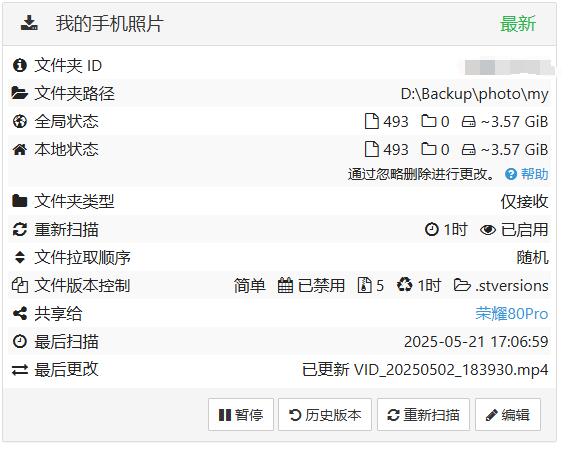 我的手机照片 最新
文件夹 ID
文件夹路径 D:\Backup\photo\my
全局状态 493 0 ~3.57 GiB
本地状态 493 0 ~3.57 GiB
通过忽略删除进行更改。 帮助
文件夹类型 仅接收
重新扫描 1时 已启用
文件拉取顺序 随机
文件版本控制 简单 已禁用 5 1时 .stversions
共享给 荣耀80Pro
最后扫描 2025-05-21 17:06:59
最后更改 已更新 VID_20250502_183930.mp4
暂停 历史版本 重新扫描 编辑